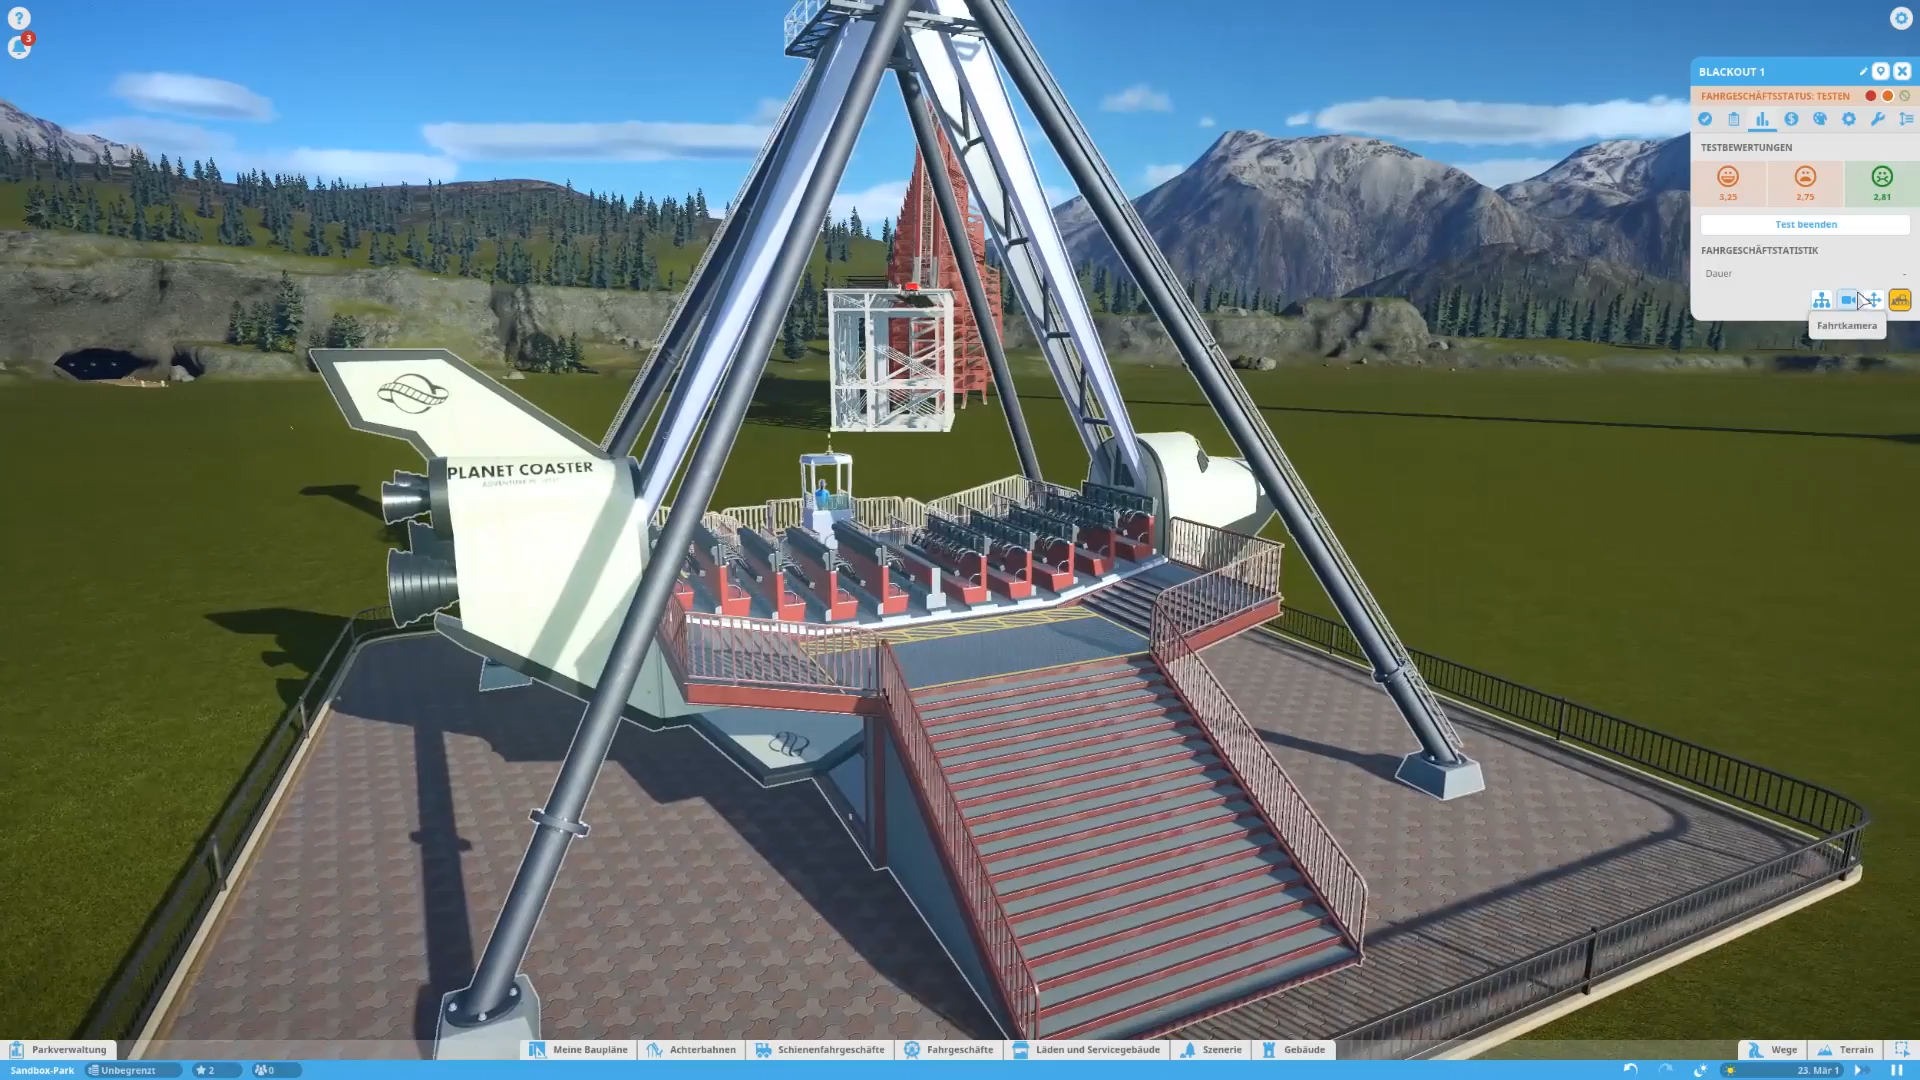 ?
3
BLACKOUT 1
FAHRGESCHÄFTSSTATUS: TESTEN
TESTBEWERTUNGEN
3,25 2,75 2,81
Test beenden
FAHRGESCHÄFTSTATISTIK
Dauer -
Fahrtkamera
PLANET COASTER
Parkverwaltung
Meine Baupläne
Achterbahnen
Schienenfahrgeschäfte
Fahrgeschäfte
Läden und Servicegebäude
Szenerie
Gebäude
Wege
Terrain
Sandbox-Park
Unbegrenzt
2
0
23. Mär 1